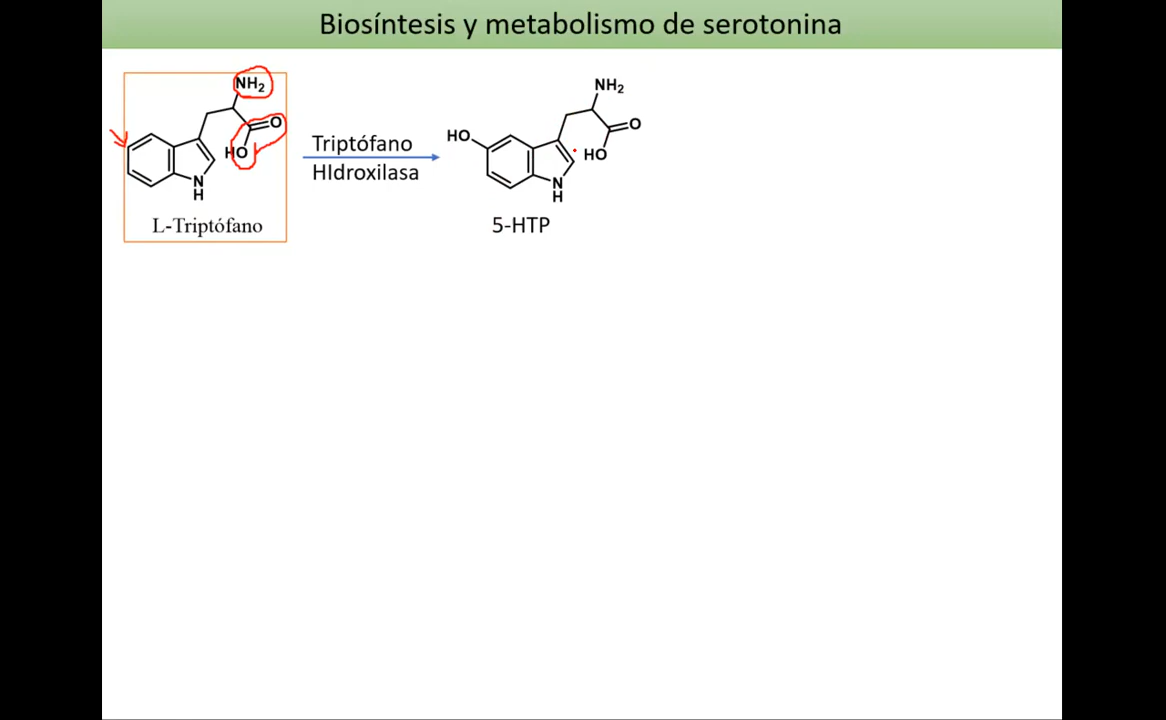 Biosíntesis y metabolismo de serotonina
NH2
O
HO
N
H
L-Triptófano
Triptófano
HIdroxilasa
NH2
HO
O
HO
N
H
5-HTP